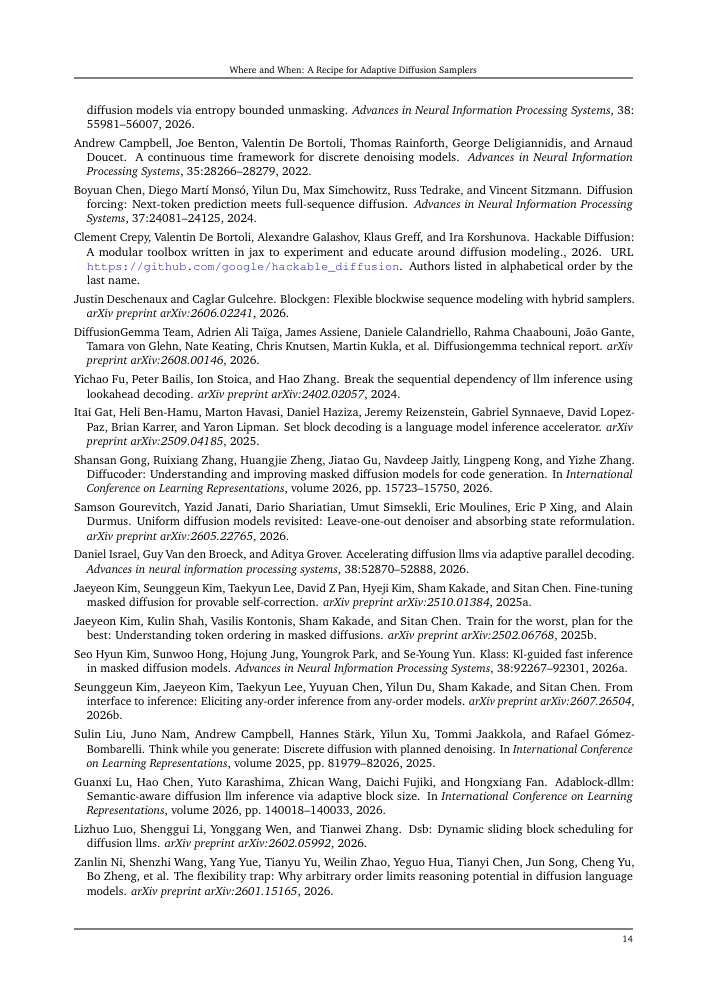 Where and When: A Recipe for Adaptive Diffusion Samplers
diffusion models via entropy bounded unmasking. Advances in Neural Information Processing Systems, 38:
55981–56007, 2026.
Andrew Campbell, Joe Benton, Valentin De Bortoli, Thomas Rainforth, George Deligiannidis, and Arnaud
Doucet. A continuous time framework for discrete denoising models. Advances in Neural Information
Processing Systems, 35:28266–28279, 2022.
Boyuan Chen, Diego Martí Monsó, Yilun Du, Max Simchowitz, Russ Tedrake, and Vincent Sitzmann. Diffusion
forcing: Next-token prediction meets full-sequence diffusion. Advances in Neural Information Processing
Systems, 37:24081–24125, 2024.
Clement Crepy, Valentin De Bortoli, Alexandre Galashov, Klaus Greff, and Ira Korshunova. Hackable Diffusion:
A modular toolbox written in jax to experiment and educate around diffusion modeling., 2026. URL
https://github.com/google/hackable_diffusion. Authors listed in alphabetical order by the
last name.
Justin Deschenaux and Caglar Gulcehre. Blockgen: Flexible blockwise sequence modeling with hybrid samplers.
arXiv preprint arXiv:2606.02241, 2026.
DiffusionGemma Team, Adrien Ali Taïga, James Assiene, Daniele Calandriello, Rahma Chaabouni, João Gante,
Tamara von Glehn, Nate Keating, Chris Knutsen, Martin Kukla, et al. Diffusiongemma technical report. arXiv
preprint arXiv:2608.00146, 2026.
Yichao Fu, Peter Bailis, Ion Stoica, and Hao Zhang. Break the sequential dependency of llm inference using
lookahead decoding. arXiv preprint arXiv:2402.02057, 2024.
Itai Gat, Heli Ben-Hamu, Marton Havasi, Daniel Haziza, Jeremy Reizenstein, Gabriel Synnaeve, David Lopez-
Paz, Brian Karrer, and Yaron Lipman. Set block decoding is a language model inference accelerator. arXiv
preprint arXiv:2509.04185, 2025.
Shansan Gong, Ruixiang Zhang, Huangjie Zheng, Jiatao Gu, Navdeep Jaitly, Lingpeng Kong, and Yizhe Zhang.
Diffucoder: Understanding and improving masked diffusion models for code generation. In International
Conference on Learning Representations, volume 2026, pp. 15723–15750, 2026.
Samson Gourevitch, Yazid Janati, Dario Shariatian, Umut Simsekli, Eric Moulines, Eric P Xing, and Alain
Durmus. Uniform diffusion models revisited: Leave-one-out denoiser and absorbing state reformulation.
arXiv preprint arXiv:2605.22765, 2026.
Daniel Israel, Guy Van den Broeck, and Aditya Grover. Accelerating diffusion llms via adaptive parallel decoding.
Advances in neural information processing systems, 38:52870–52888, 2026.
Jaeyeon Kim, Seunggeun Kim, Taekyun Lee, David Z Pan, Hyeji Kim, Sham Kakade, and Sitan Chen. Fine-tuning
masked diffusion for provable self-correction. arXiv preprint arXiv:2510.01384, 2025a.
Jaeyeon Kim, Kulin Shah, Vasilis Kontonis, Sham Kakade, and Sitan Chen. Train for the worst, plan for the
best: Understanding token ordering in masked diffusions. arXiv preprint arXiv:2502.06768, 2025b.
Seo Hyun Kim, Sunwoo Hong, Hojung Jung, Youngrok Park, and Se-Young Yun. Klass: Kl-guided fast inference
in masked diffusion models. Advances in Neural Information Processing Systems, 38:92267–92301, 2026a.
Seunggeun Kim, Jaeyeon Kim, Taekyun Lee, Yuyuan Chen, Yilun Du, Sham Kakade, and Sitan Chen. From
interface to inference: Eliciting any-order inference from any-order models. arXiv preprint arXiv:2607.26504,
2026b.
Sulin Liu, Juno Nam, Andrew Campbell, Hannes Stärk, Yilun Xu, Tommi Jaakkola, and Rafael Gómez-
Bombarelli. Think while you generate: Discrete diffusion with planned denoising. In International Conference
on Learning Representations, volume 2025, pp. 81979–82026, 2025.
Guanxi Lu, Hao Chen, Yuto Karashima, Zhican Wang, Daichi Fujiki, and Hongxiang Fan. Adablock-dllm:
Semantic-aware diffusion llm inference via adaptive block size. In International Conference on Learning
Representations, volume 2026, pp. 140018–140033, 2026.
Lizhuo Luo, Shenggui Li, Yonggang Wen, and Tianwei Zhang. Dsb: Dynamic sliding block scheduling for
diffusion llms. arXiv preprint arXiv:2602.05992, 2026.
Zanlin Ni, Shenzhi Wang, Yang Yue, Tianyu Yu, Weilin Zhao, Yeguo Hua, Tianyi Chen, Jun Song, Cheng Yu,
Bo Zheng, et al. The flexibility trap: Why arbitrary order limits reasoning potential in diffusion language
models. arXiv preprint arXiv:2601.15165, 2026.
14